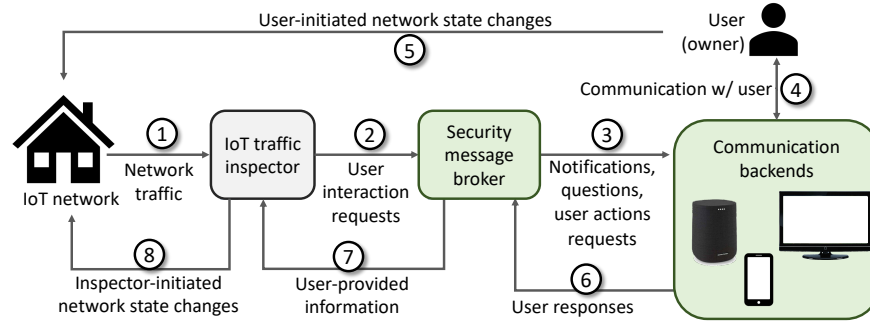 User-initiated network state changes
5
User
(owner)
Communication w/ user
4
IoT network
1
Network
traffic
IoT traffic
inspector
2
User
interaction
requests
Security
message
broker
3
Notifications,
questions,
user actions
requests
Communication
backends
8
Inspector-initiated
network state changes
7
User-provided
information
6
User responses